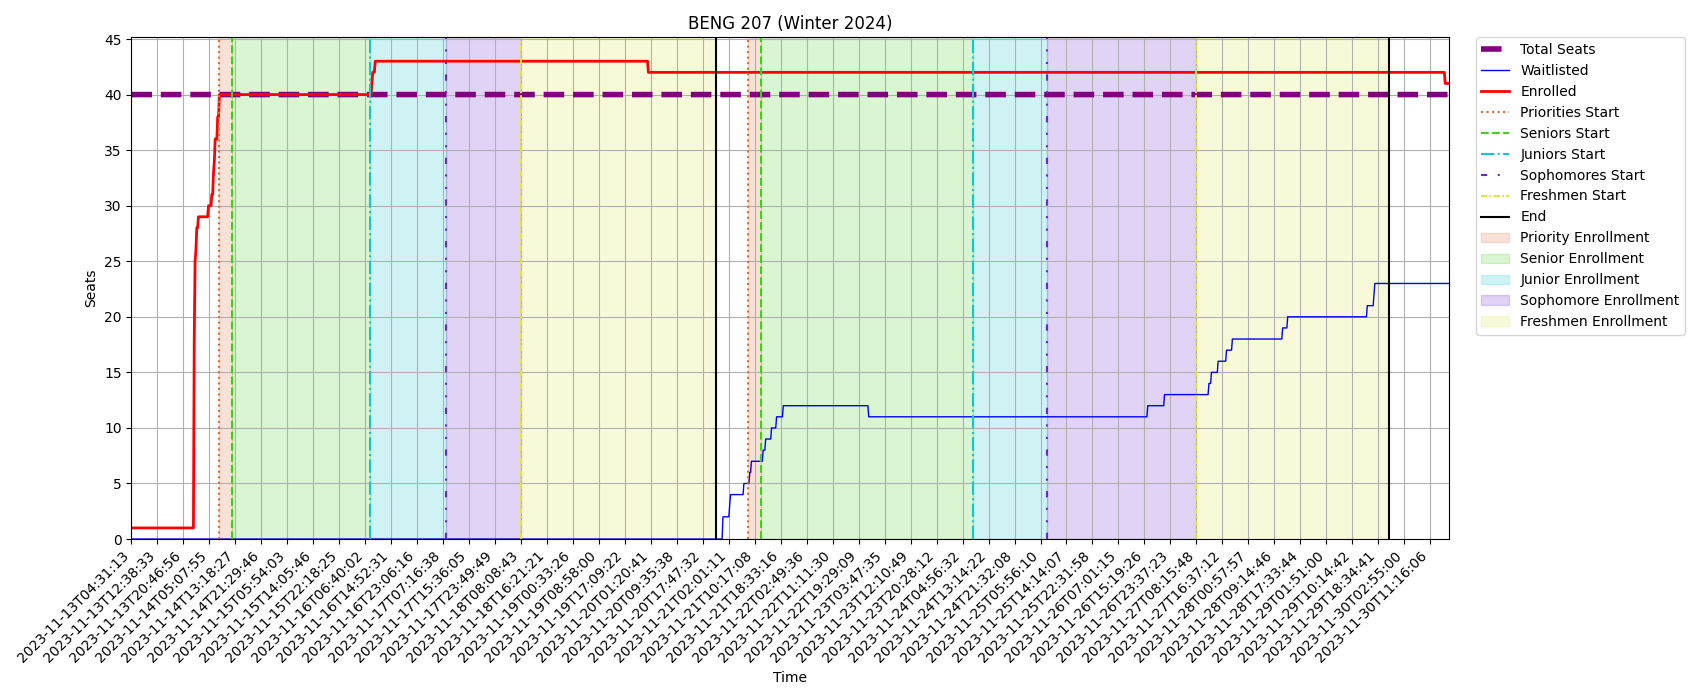 BENG 207 (Winter 2024)
Seats
45
40
35
30
25
20
15
10
5
0
2023-11-13T04:31:13
2023-11-13T12:38:33
2023-11-13T20:46:56
2023-11-14T05:07:55
2023-11-14T13:18:27
2023-11-14T21:29:46
2023-11-15T05:54:03
2023-11-15T14:05:46
2023-11-15T22:18:25
2023-11-16T06:40:02
2023-11-16T14:52:31
2023-11-16T23:06:16
2023-11-17T07:16:38
2023-11-17T15:36:05
2023-11-17T23:49:49
2023-11-18T08:08:43
2023-11-18T16:21:21
2023-11-19T00:33:26
2023-11-19T08:58:00
2023-11-19T17:09:22
2023-11-20T01:20:41
2023-11-20T09:35:38
2023-11-20T17:47:32
2023-11-21T02:01:11
2023-11-21T10:17:08
2023-11-21T18:33:16
2023-11-22T02:49:36
2023-11-22T11:11:30
2023-11-22T19:29:09
2023-11-23T03:47:35
2023-11-23T12:10:49
2023-11-23T20:28:12
2023-11-24T04:56:32
2023-11-24T13:14:22
2023-11-24T21:32:08
2023-11-25T05:56:10
2023-11-25T14:14:07
2023-11-25T22:31:58
2023-11-26T07:01:15
2023-11-26T15:19:26
2023-11-26T23:37:23
2023-11-27T08:15:48
2023-11-27T16:37:12
2023-11-28T00:57:57
2023-11-28T09:14:46
2023-11-28T17:33:44
2023-11-29T01:51:00
2023-11-29T10:14:42
2023-11-29T18:34:41
2023-11-30T02:55:00
2023-11-30T11:16:06
Time
Total Seats
Waitlisted
Enrolled
Priorities Start
Seniors Start
Juniors Start
Sophomores Start
Freshmen Start
End
Priority Enrollment
Senior Enrollment
Junior Enrollment
Sophomore Enrollment
Freshmen Enrollment